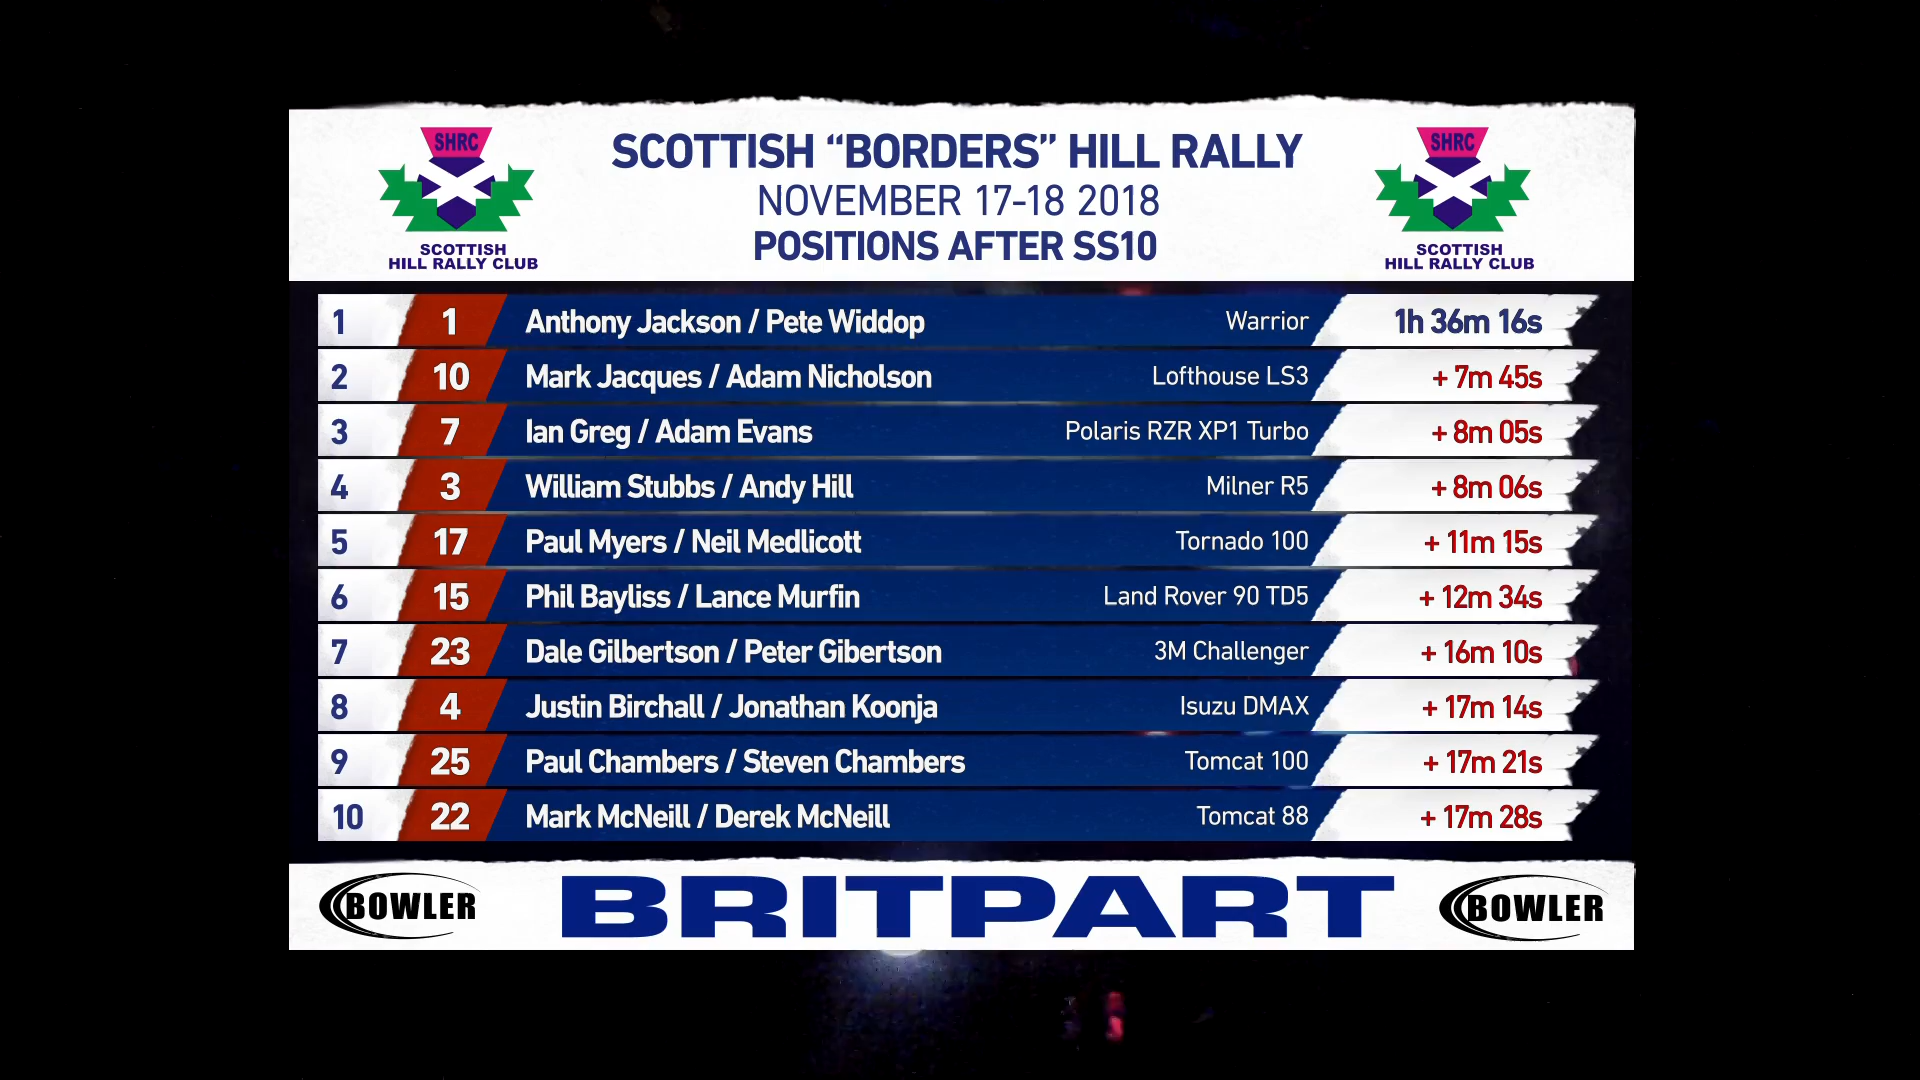 SHRC
SCOTTISH
HILL RALLY CLUB
SCOTTISH “BORDERS” HILL RALLY
NOVEMBER 17-18 2018
POSITIONS AFTER SS10
SHRC
SCOTTISH
HILL RALLY CLUB
1 1 Anthony Jackson / Pete Widdop Warrior 1h 36m 16s
2 10 Mark Jacques / Adam Nicholson Lofthouse LS3 + 7m 45s
3 7 Ian Greg / Adam Evans Polaris RZR XP1 Turbo + 8m 05s
4 3 William Stubbs / Andy Hill Milner R5 + 8m 06s
5 17 Paul Myers / Neil Medlicott Tornado 100 + 11m 15s
6 15 Phil Bayliss / Lance Murfin Land Rover 90 TD5 + 12m 34s
7 23 Dale Gilbertson / Peter Gibertson 3M Challenger + 16m 10s
8 4 Justin Birchall / Jonathan Koonja Isuzu DMAX + 17m 14s
9 25 Paul Chambers / Steven Chambers Tomcat 100 + 17m 21s
10 22 Mark McNeill / Derek McNeill Tomcat 88 + 17m 28s
BOWLER BRITPART BOWLER